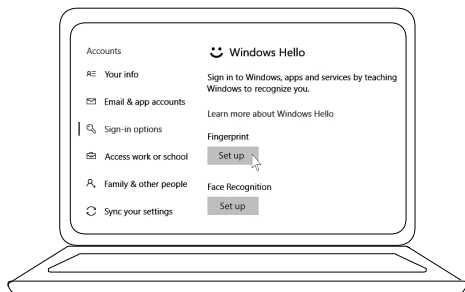 Accounts
Your info
Email & app accounts
Sign-in options
Access work or school
Family & other people
Sync your settings
Windows Hello
Sign in to Windows, apps and services by teaching
Windows to recognize you.
Learn more about Windows Hello
Fingerprint
Set up
Face Recognition
Set up